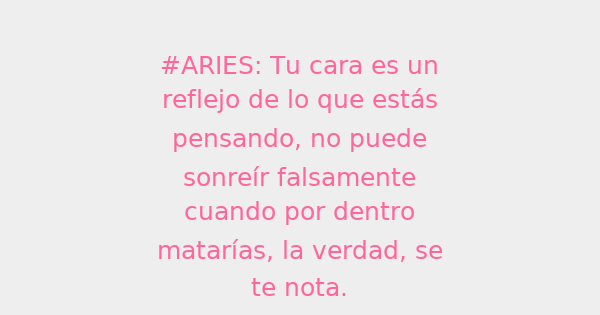 #ARIES: Tu cara es un
reflejo de lo que estás
pensando, no puede
sonreír falsamente
cuando por dentro
matarías, la verdad, se
te nota.